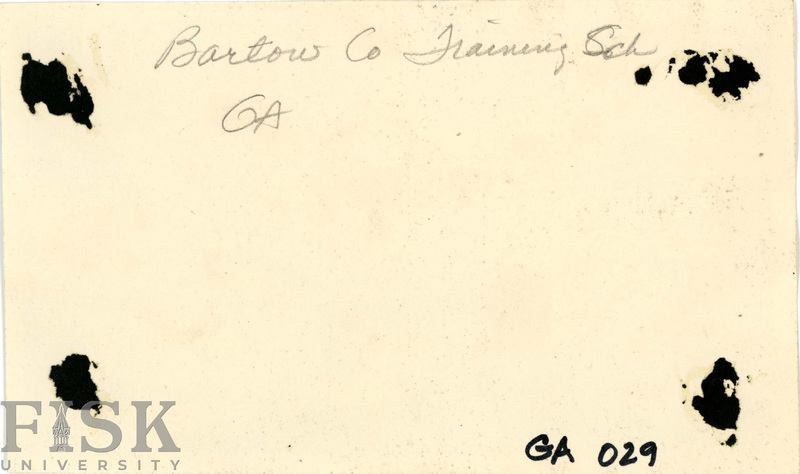 Bartow Co Training Sch
GA
FISK
UNIVERSITY
GA 029